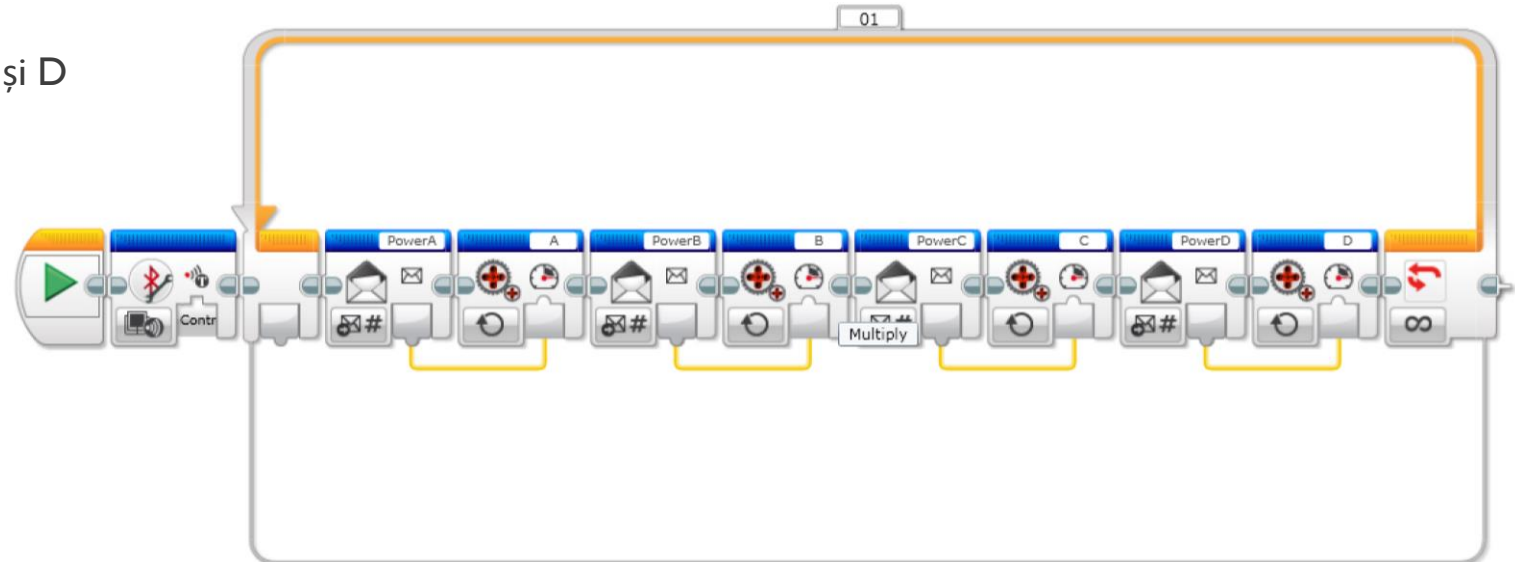 01
și D
PowerA A PowerB B PowerC C PowerD D
Contr # # # #
Multiply